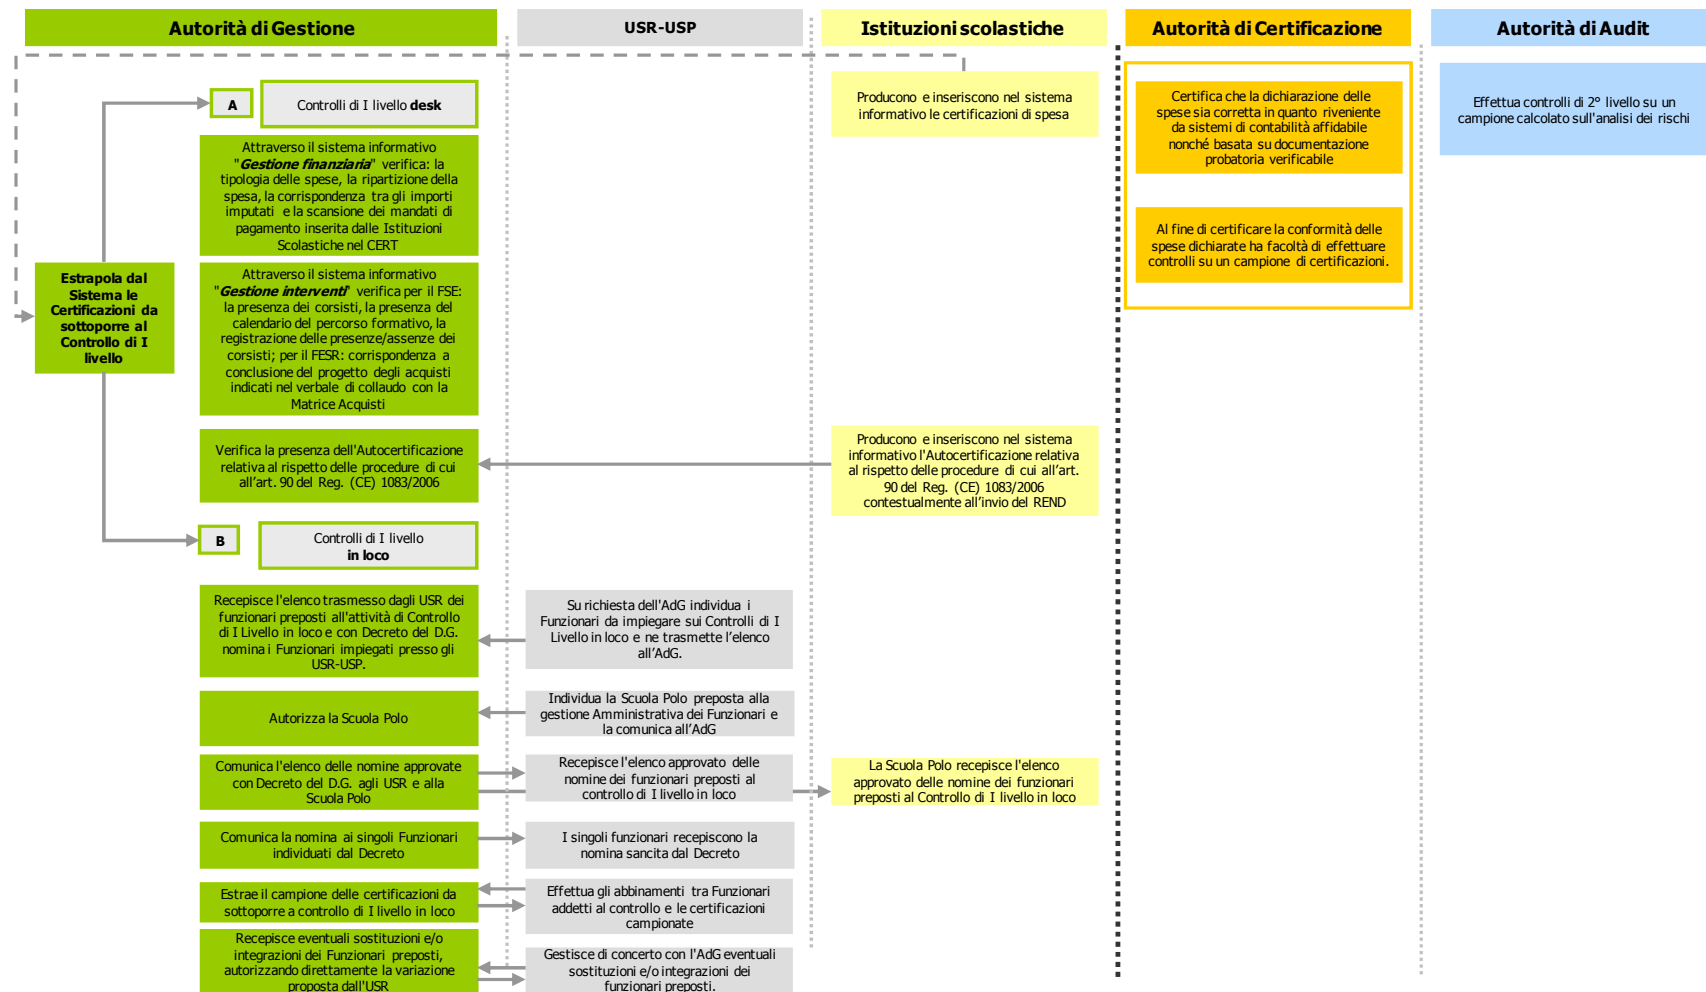 Autorità di Gestione
USR-USP
Istituzioni scolastiche
Autorità di Certificazione
Autorità di Audit
A
Controlli di I livello desk
Producono e inseriscono nel sistema
informativo le certificazioni di spesa
Certifica che la dichiarazione delle
spese sia corretta in quanto riveniente
da sistemi di contabilità affidabile
nonché basata su documentazione
probatoria verificabile
Effettua controlli di 2° livello su un
campione calcolato sull'analisi dei rischi
Attraverso il sistema informativo
"Gestione finanziaria" verifica: la
tipologia delle spese, la ripartizione della
spesa, la corrispondenza tra gli importi
imputati e la scansione dei mandati di
pagamento inserita dalle Istituzioni
Scolastiche nel CERT
Al fine di certificare la conformità delle
spese dichiarate ha facoltà di effettuare
controlli su un campione di certificazioni.
Estrapola dal
Sistema le
Certificazioni da
sottoporre al
Controllo di I
livello
Attraverso il sistema informativo
"Gestione interventi" verifica per il FSE:
la presenza dei corsisti, la presenza del
calendario del percorso formativo, la
registrazione delle presenze/assenze dei
corsisti; per il FESR: corrispondenza a
conclusione del progetto degli acquisti
indicati nel verbale di collaudo con la
Matrice Acquisti
Verifica la presenza dell'Autocertificazione
relativa al rispetto delle procedure di cui
all'art. 90 del Reg. (CE) 1083/2006
Producono e inseriscono nel sistema
informativo l'Autocertificazione relativa
al rispetto delle procedure di cui all'art.
90 del Reg. (CE) 1083/2006
contestualmente all'invio del REND
B
Controlli di I livello
in loco
Recepisce l'elenco trasmesso dagli USR dei
funzionari preposti all'attività di Controllo
di I Livello in loco e con Decreto del D.G.
nomina i Funzionari impiegati presso gli
USR-USP.
Su richiesta dell'AdG individua i
Funzionari da impiegare sui Controlli di I
Livello in loco e ne trasmette l'elenco
all'AdG.
Autorizza la Scuola Polo
Individua la Scuola Polo preposta alla
gestione Amministrativa dei Funzionari e
la comunica all'AdG
Comunica l'elenco delle nomine approvate
con Decreto del D.G. agli USR e alla
Scuola Polo
Recepisce l'elenco approvato delle
nomine dei funzionari preposti al
controllo di I livello in loco
La Scuola Polo recepisce l'elenco
approvato delle nomine dei funzionari
preposti al Controllo di I livello in loco
Comunica la nomina ai singoli Funzionari
individuati dal Decreto
I singoli funzionari recepiscono la
nomina sancita dal Decreto
Estrae il campione delle certificazioni da
sottoporre a controllo di I livello in loco
Effettua gli abbinamenti tra Funzionari
addetti al controllo e le certificazioni
campionate
Recepisce eventuali sostituzioni e/o
integrazioni dei Funzionari preposti,
autorizzando direttamente la variazione
proposta dall'USR
Gestisce di concerto con l'AdG eventuali
sostituzioni e/o integrazioni dei
funzionari preposti.